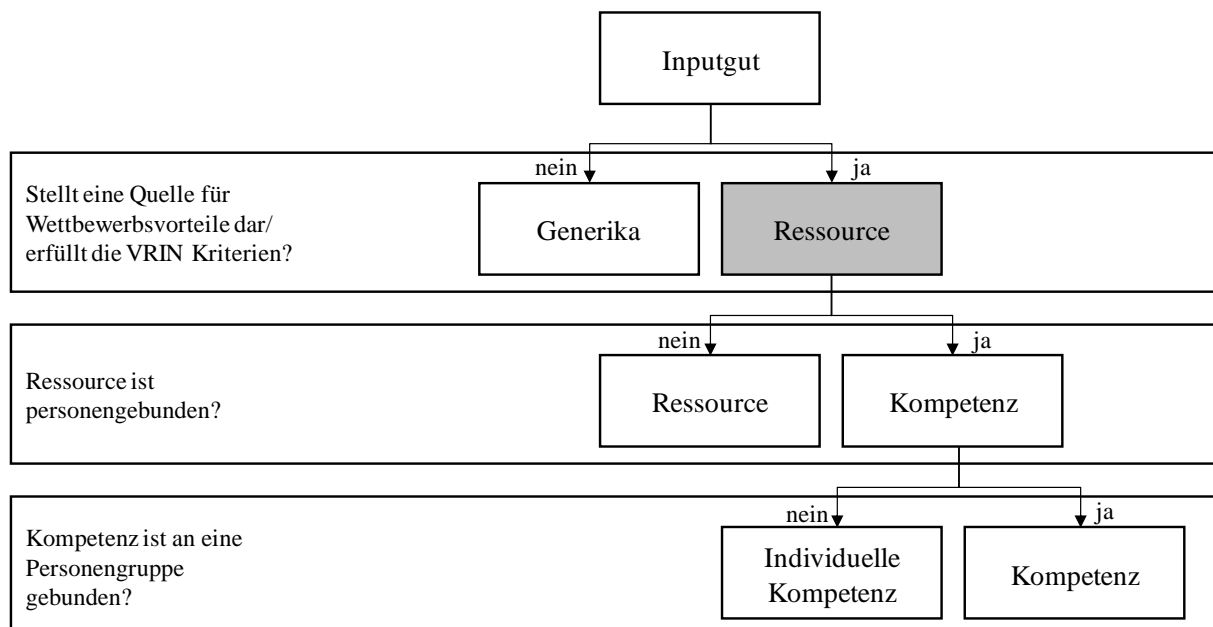 Inputgut
nein
ja
Stellt eine Quelle für
Wettbewerbsvorteile dar/
erfüllt die VRIN Kriterien?
Generika
Ressource
nein
ja
Ressource ist
personengebunden?
Ressource
Kompetenz
nein
ja
Kompetenz ist an eine
Personengruppe
gebunden?
Individuelle
Kompetenz
Kompetenz